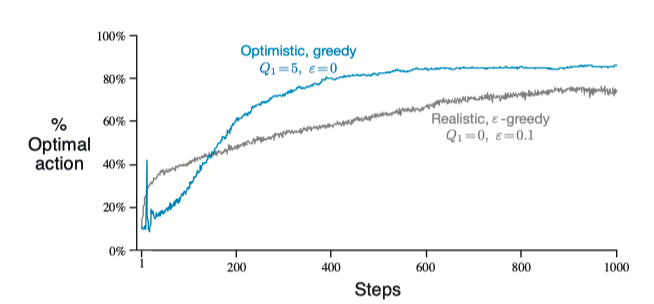 100%
80%
60%
40%
20%
0%
%
Optimal
action
Optimistic, greedy
Q₁=5, ε=0
Realistic, ε-greedy
Q₁=0, ε=0.1
1
200
400
600
800
1000
Steps